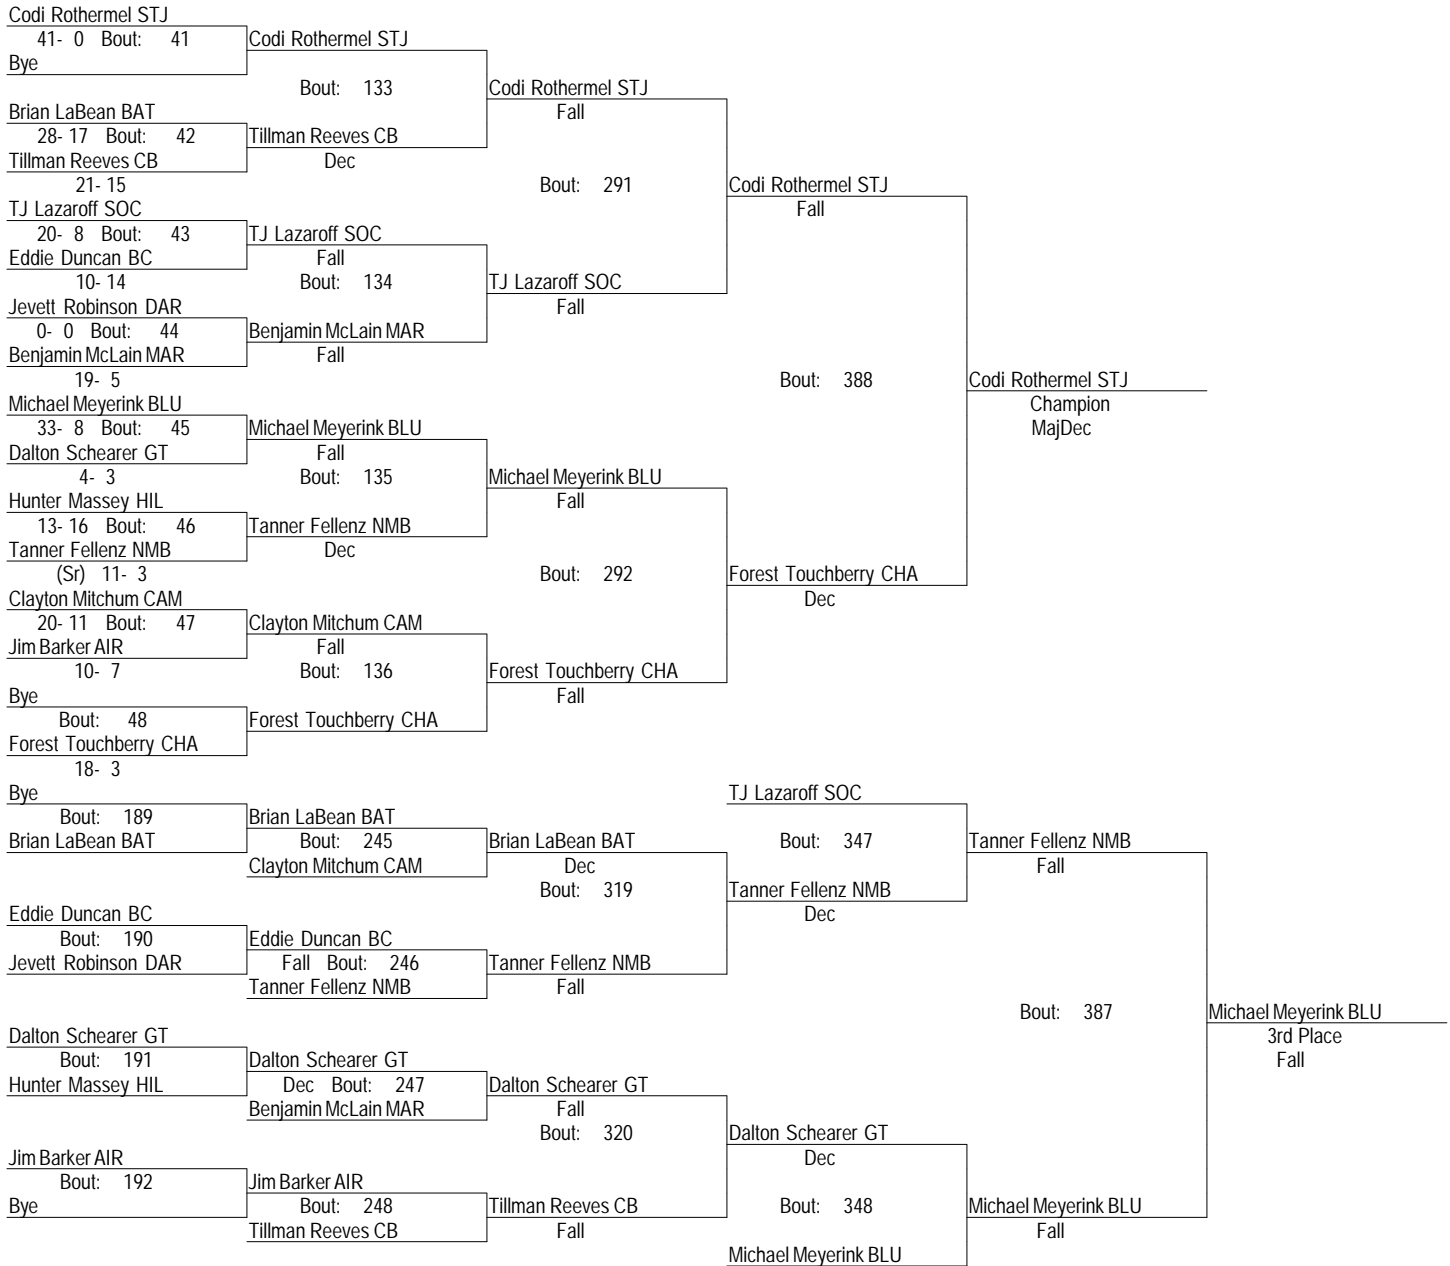 Codi Rothermel STJ
41- 0 Bout: 41
Codi Rothermel STJ
Bye
Bout: 133
Codi Rothermel STJ
Brian LaBean BAT
Fall
28- 17 Bout: 42
Tillman Reeves CB
Tillman Reeves CB
Dec
21- 15
Bout: 291
Codi Rothermel STJ
TJ Lazaroff SOC
Fall
20- 8 Bout: 43
TJ Lazaroff SOC
Eddie Duncan BC
Fall
10- 14
Bout: 134
TJ Lazaroff SOC
Jevett Robinson DAR
Fall
0- 0 Bout: 44
Benjamin McLain MAR
Benjamin McLain MAR
Fall
19- 5
Bout: 388
Codi Rothermel STJ
Michael Meyerink BLU
Champion
33- 8 Bout: 45
Michael Meyerink BLU
MajDec
Dalton Schearer GT
Fall
4- 3
Bout: 135
Michael Meyerink BLU
Hunter Massey HIL
Fall
13- 16 Bout: 46
Tanner Fellenz NMB
Tanner Fellenz NMB
Dec
(Sr) 11- 3
Bout: 292
Forest Touchberry CHA
Clayton Mitchum CAM
Dec
20- 11 Bout: 47
Clayton Mitchum CAM
Jim Barker AIR
Fall
10- 7
Bout: 136
Forest Touchberry CHA
Bye
Fall
Bout: 48
Forest Touchberry CHA
Forest Touchberry CHA
18- 3
Bye
TJ Lazaroff SOC
Bout: 189
Brian LaBean BAT
Brian LaBean BAT
Bout: 245
Brian LaBean BAT
Bout: 347
Tanner Fellenz NMB
Clayton Mitchum CAM
Dec
Fall
Bout: 319
Tanner Fellenz NMB
Eddie Duncan BC
Dec
Bout: 190
Eddie Duncan BC
Jevett Robinson DAR
Fall Bout: 246
Tanner Fellenz NMB
Tanner Fellenz NMB
Fall
Bout: 387
Michael Meyerink BLU
Dalton Schearer GT
3rd Place
Bout: 191
Dalton Schearer GT
Fall
Hunter Massey HIL
Dec Bout: 247
Dalton Schearer GT
Benjamin McLain MAR
Fall
Bout: 320
Dalton Schearer GT
Jim Barker AIR
Dec
Bout: 192
Jim Barker AIR
Bye
Bout: 248
Tillman Reeves CB
Bout: 348
Michael Meyerink BLU
Tillman Reeves CB
Fall
Fall
Michael Meyerink BLU